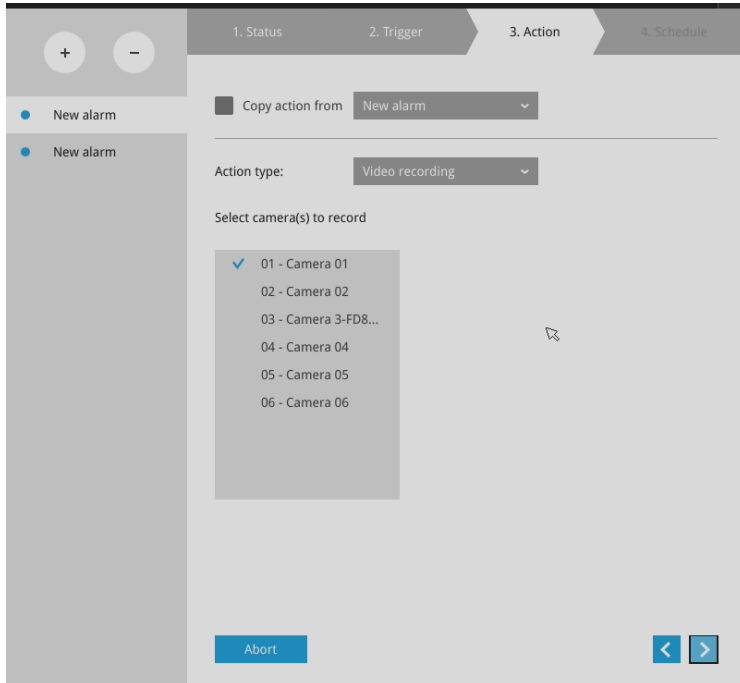 1. Status
2. Trigger
3. Action
4. Schedule
+
-
New alarm
New alarm
Copy action from
New alarm
Action type:
Video recording
Select camera(s) to record
01 - Camera 01
02 - Camera 02
03 - Camera 3-FD8...
04 - Camera 04
05 - Camera 05
06 - Camera 06
Abort